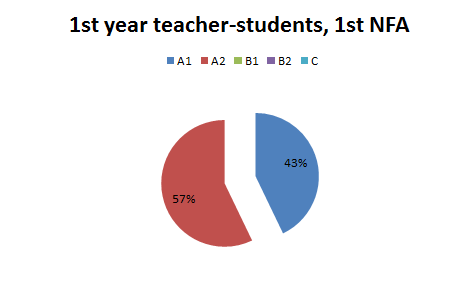 1st year teacher-students, 1st NFA
A1 A2 B1 B2 C
43%
57%